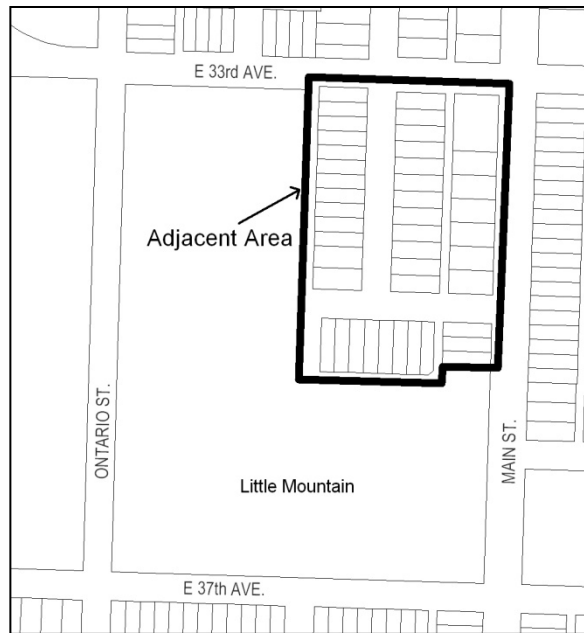 E 33rd AVE.
Adjacent Area
ONTARIO ST.
MAIN ST.
Little Mountain
E 37th AVE.